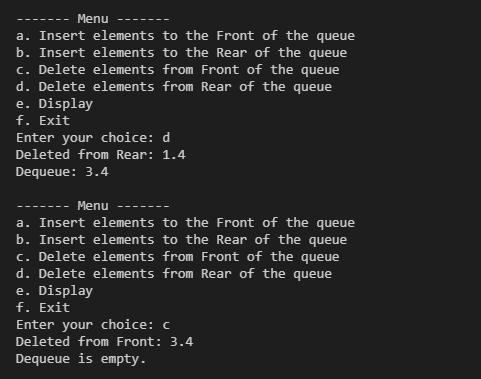 ------- Menu -------
a. Insert elements to the Front of the queue
b. Insert elements to the Rear of the queue
c. Delete elements from Front of the queue
d. Delete elements from Rear of the queue
e. Display
f. Exit
Enter your choice: d
Deleted from Rear: 1.4
Dequeue: 3.4
------- Menu -------
a. Insert elements to the Front of the queue
b. Insert elements to the Rear of the queue
c. Delete elements from Front of the queue
d. Delete elements from Rear of the queue
e. Display
f. Exit
Enter your choice: c
Deleted from Front: 3.4
Dequeue is empty.